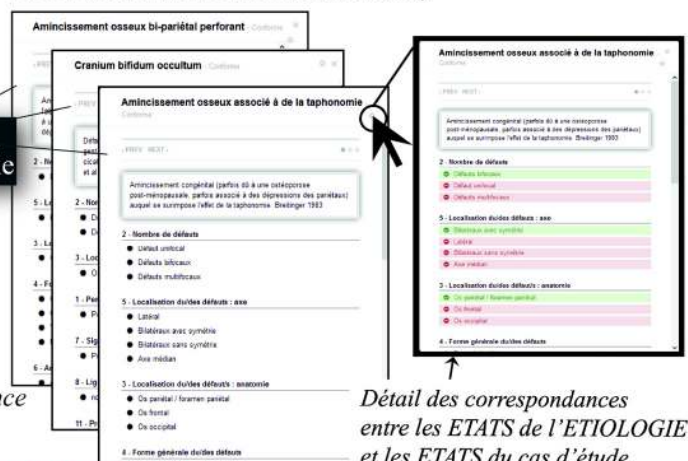 Amincissement osseux bi-pariétal perforant Conforme
Cranium bifidum occultum Conforme
Amincissement osseux associé à de la taphonomie
Conforme
‹PREV NEXT›
Amincissement congénital (parfois dû à une ostéoporose
post-ménopausale, parfois associé à des dépressions des pariétaux)
auquel se surimpose l'effet de la taphonomie. Breitinger 1983
2 - Nombre de défauts
Défaut unifocal
Défauts bifocaux
Défauts multifocaux
5 - Localisation du/des défauts : axe
Latéral
Bilatéraux avec symétrie
Bilatéraux sans symétrie
Axe médian
3 - Localisation du/des défaut/s : anatomie
Os pariétal / foramen pariétal
Os frontal
Os occipital
4 - Forme générale du/des défauts
Amincissement osseux associé à de la taphonomie
Conforme
‹PREV NEXT›
Amincissement congénital (parfois dû à une ostéoporose
post-ménopausale, parfois associé à des dépressions des pariétaux)
auquel se surimpose l'effet de la taphonomie. Breitinger 1983
2 - Nombre de défauts
Défauts bifocaux
Défaut unifocal
Défauts multifocaux
5 - Localisation du/des défauts : axe
Bilatéraux avec symétrie
Latéral
Bilatéraux sans symétrie
Axe médian
3 - Localisation du/des défaut/s : anatomie
Os pariétal / foramen pariétal
Os frontal
Os occipital
4 - Forme générale du/des défauts
Détail des correspondances
entre les ETATS de l'ETIOLOGIE
et les ETATS du cas d'étude